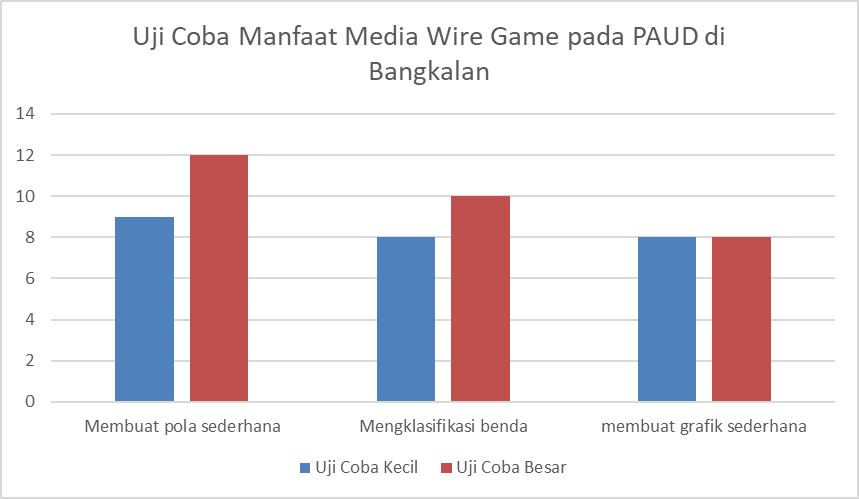 Uji Coba Manfaat Media Wire Game pada PAUD di
Bangkalan
14
12
10
8
6
4
2
0
Membuat pola sederhana
Mengklasifikasi benda
membuat grafik sederhana
Uji Coba Kecil
Uji Coba Besar